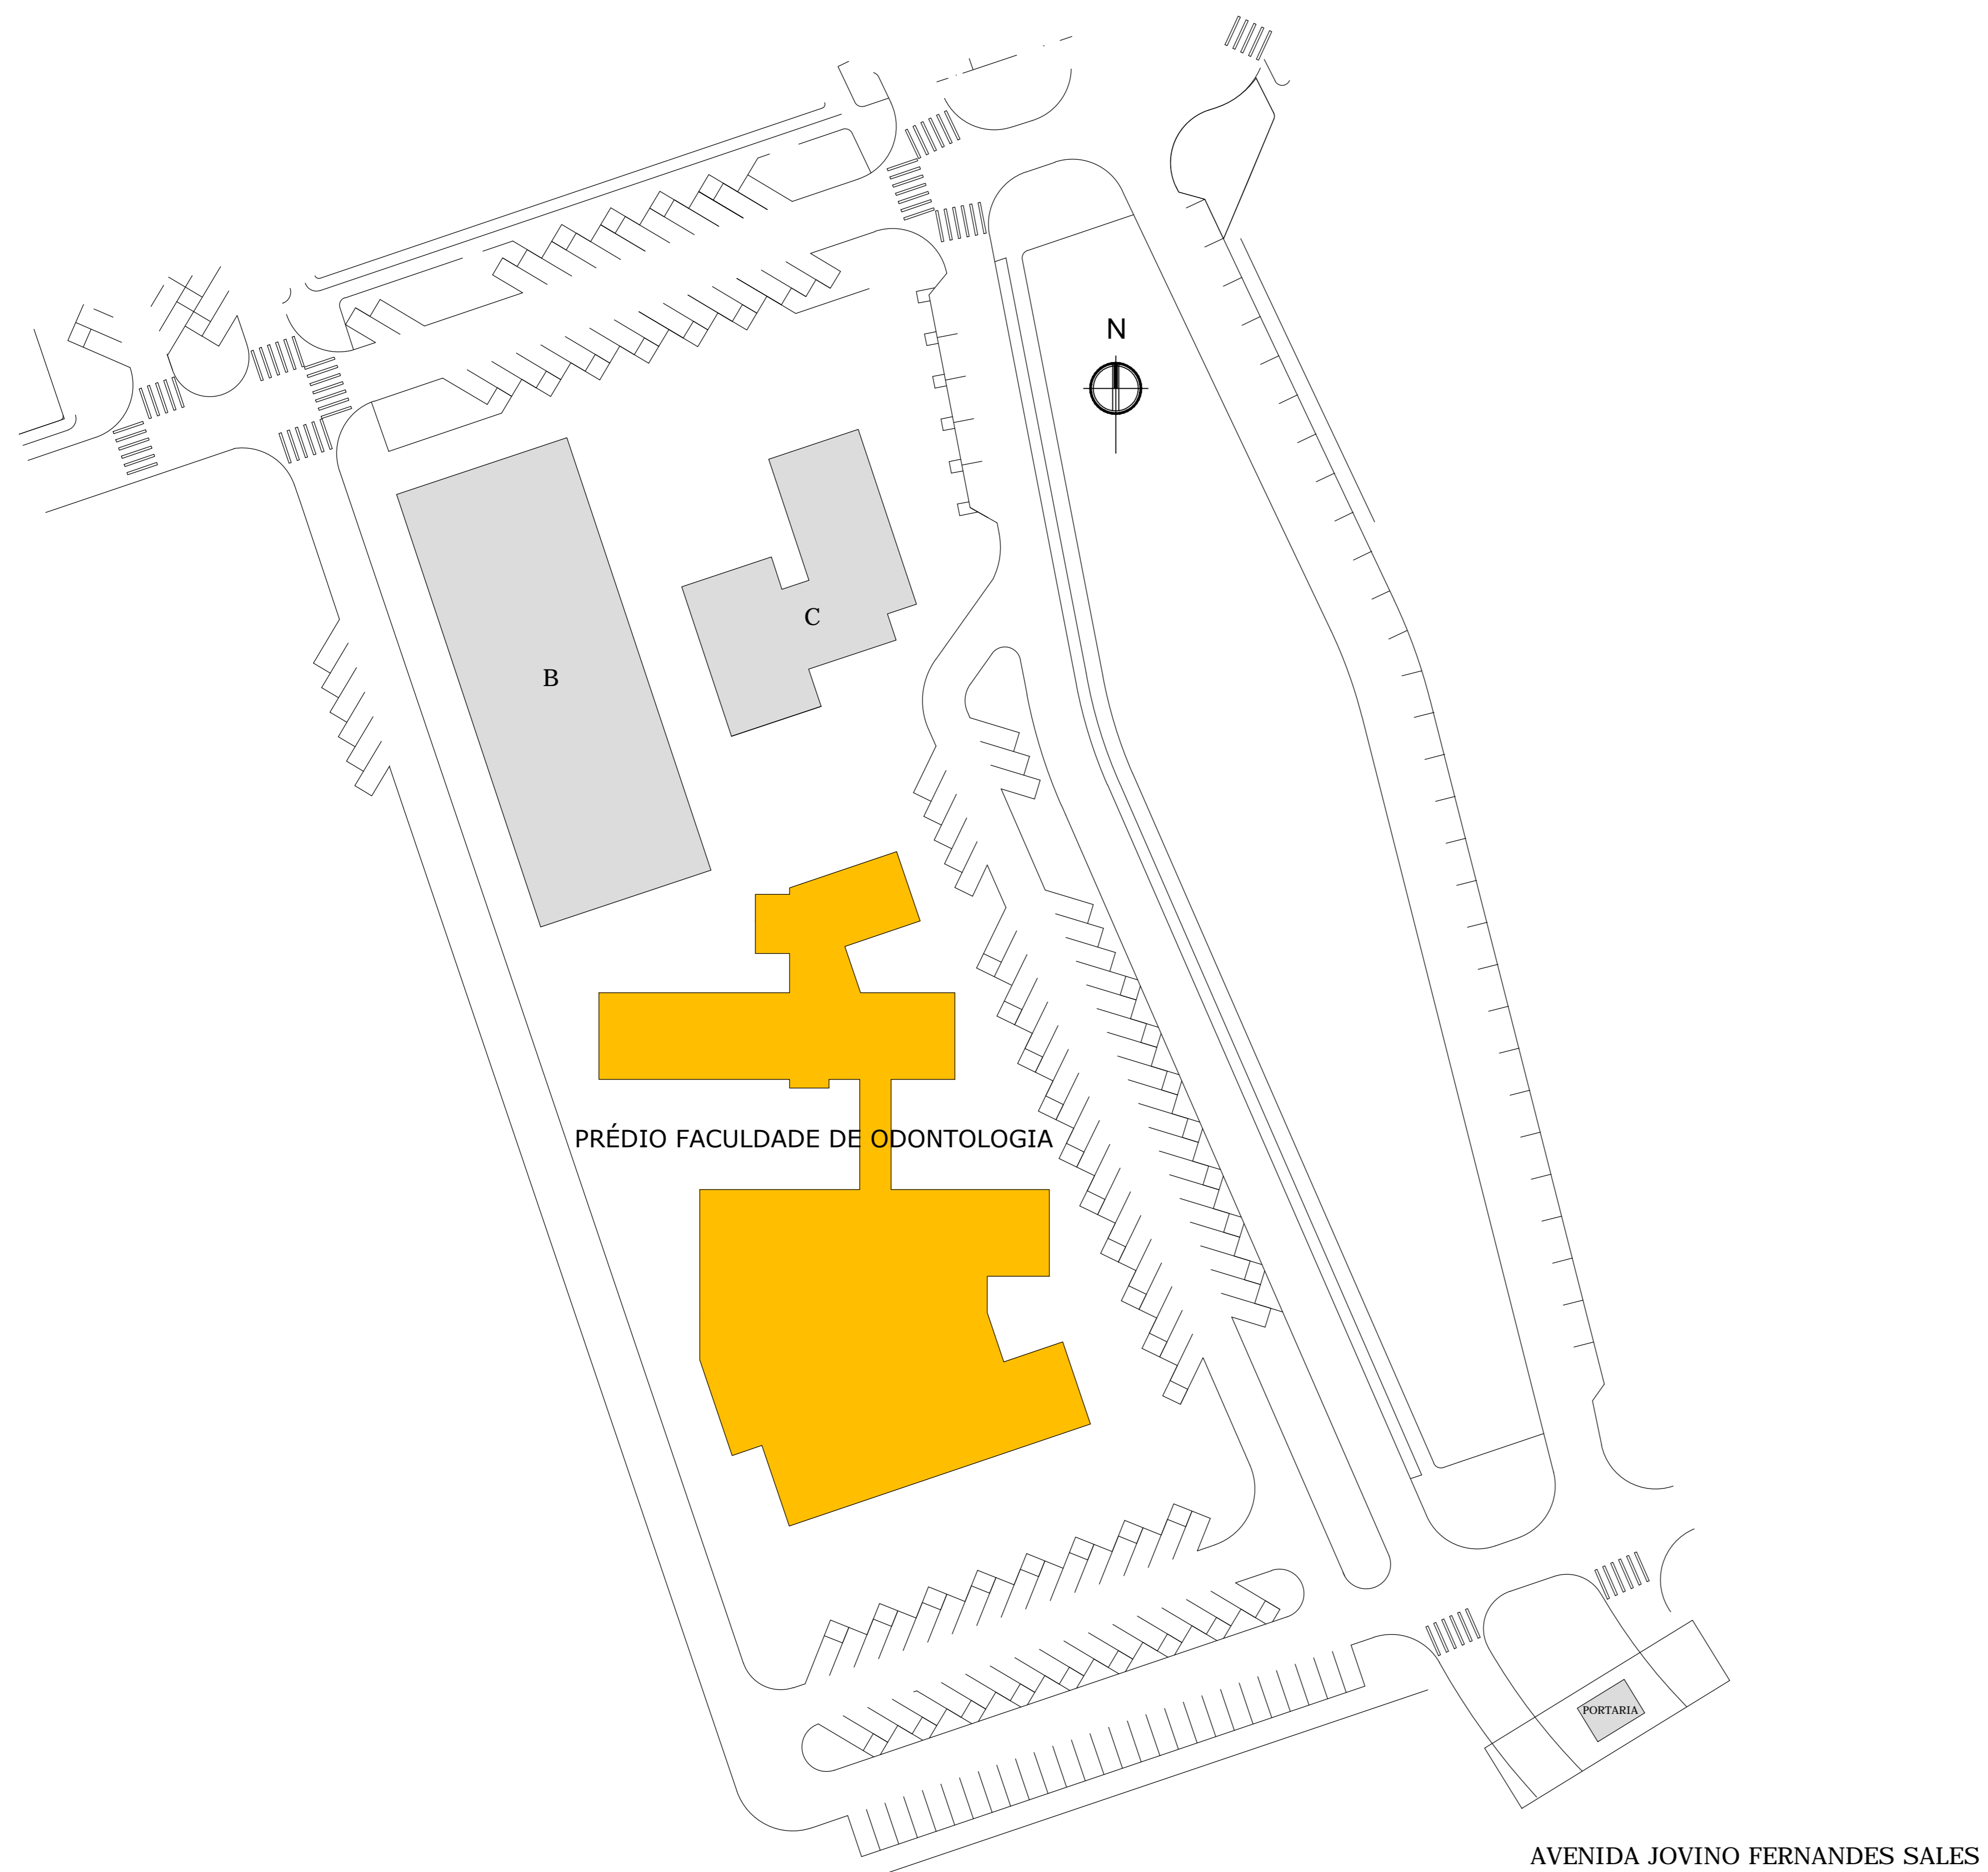 N
C
B
PRÉDIO FACULDADE DE ODONTOLOGIA
PORTARIA
AVENIDA JOVINO FERNANDES SALES